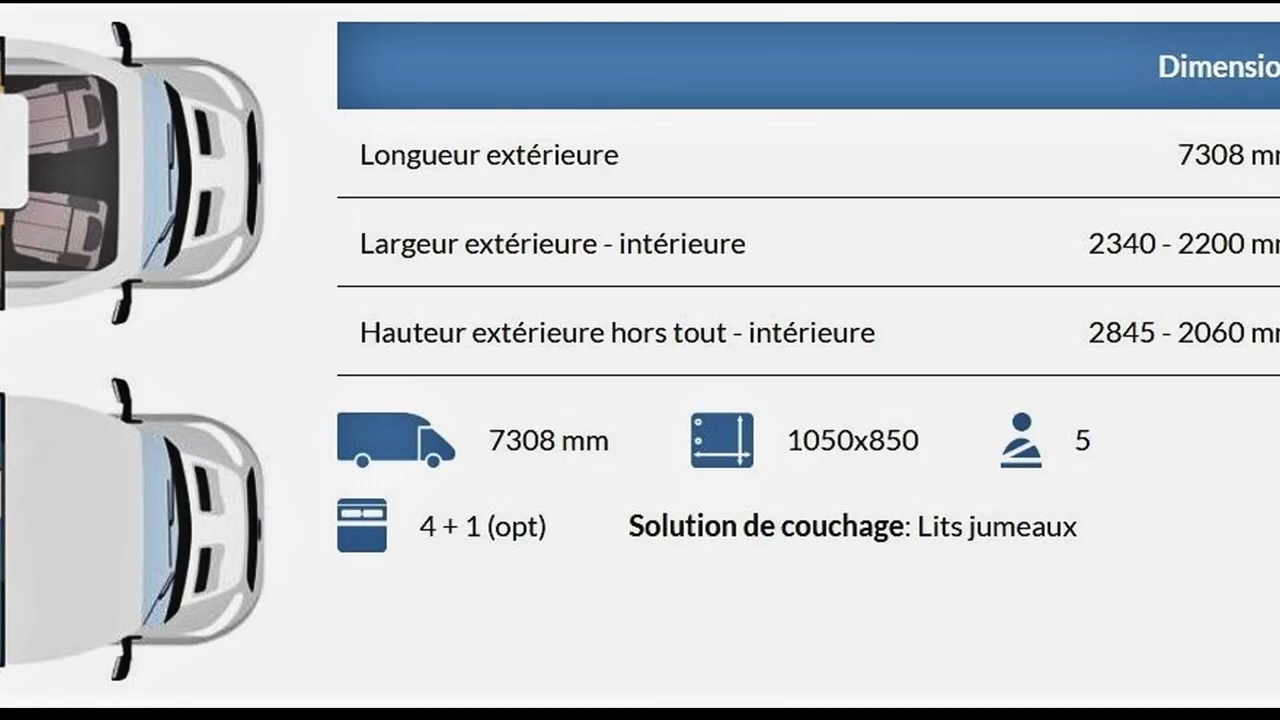 Dimensio
Longueur extérieure 7308 m
Largeur extérieure - intérieure 2340 - 2200 m
Hauteur extérieure hors tout - intérieure 2845 - 2060 m
7308 mm 1050x850 5
4 + 1 (opt) Solution de couchage: Lits jumeaux